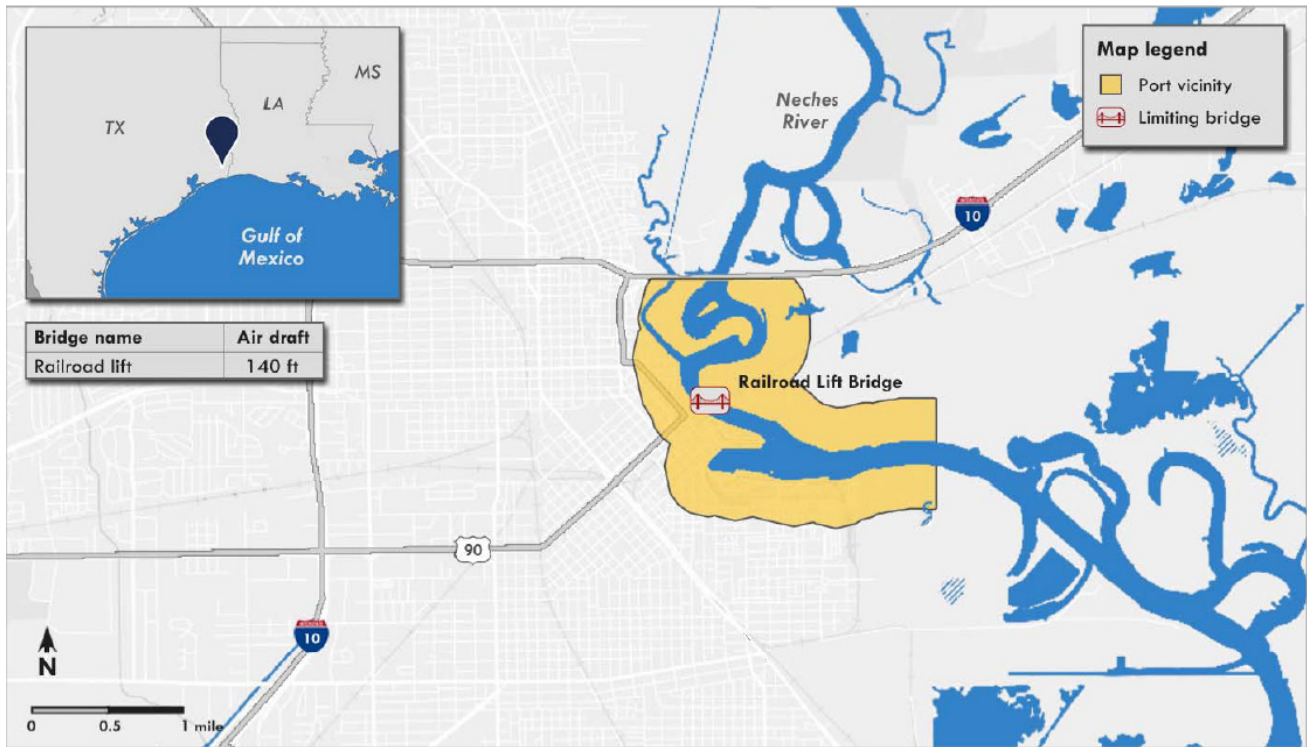 TX
LA
MS
Gulf of
Mexico
Bridge name Air draft
Railroad lift 140 ft
Neches
River
Map legend
Port vicinity
Limiting bridge
10
Railroad Lift Bridge
90
10
N
0 0.5 1 mile